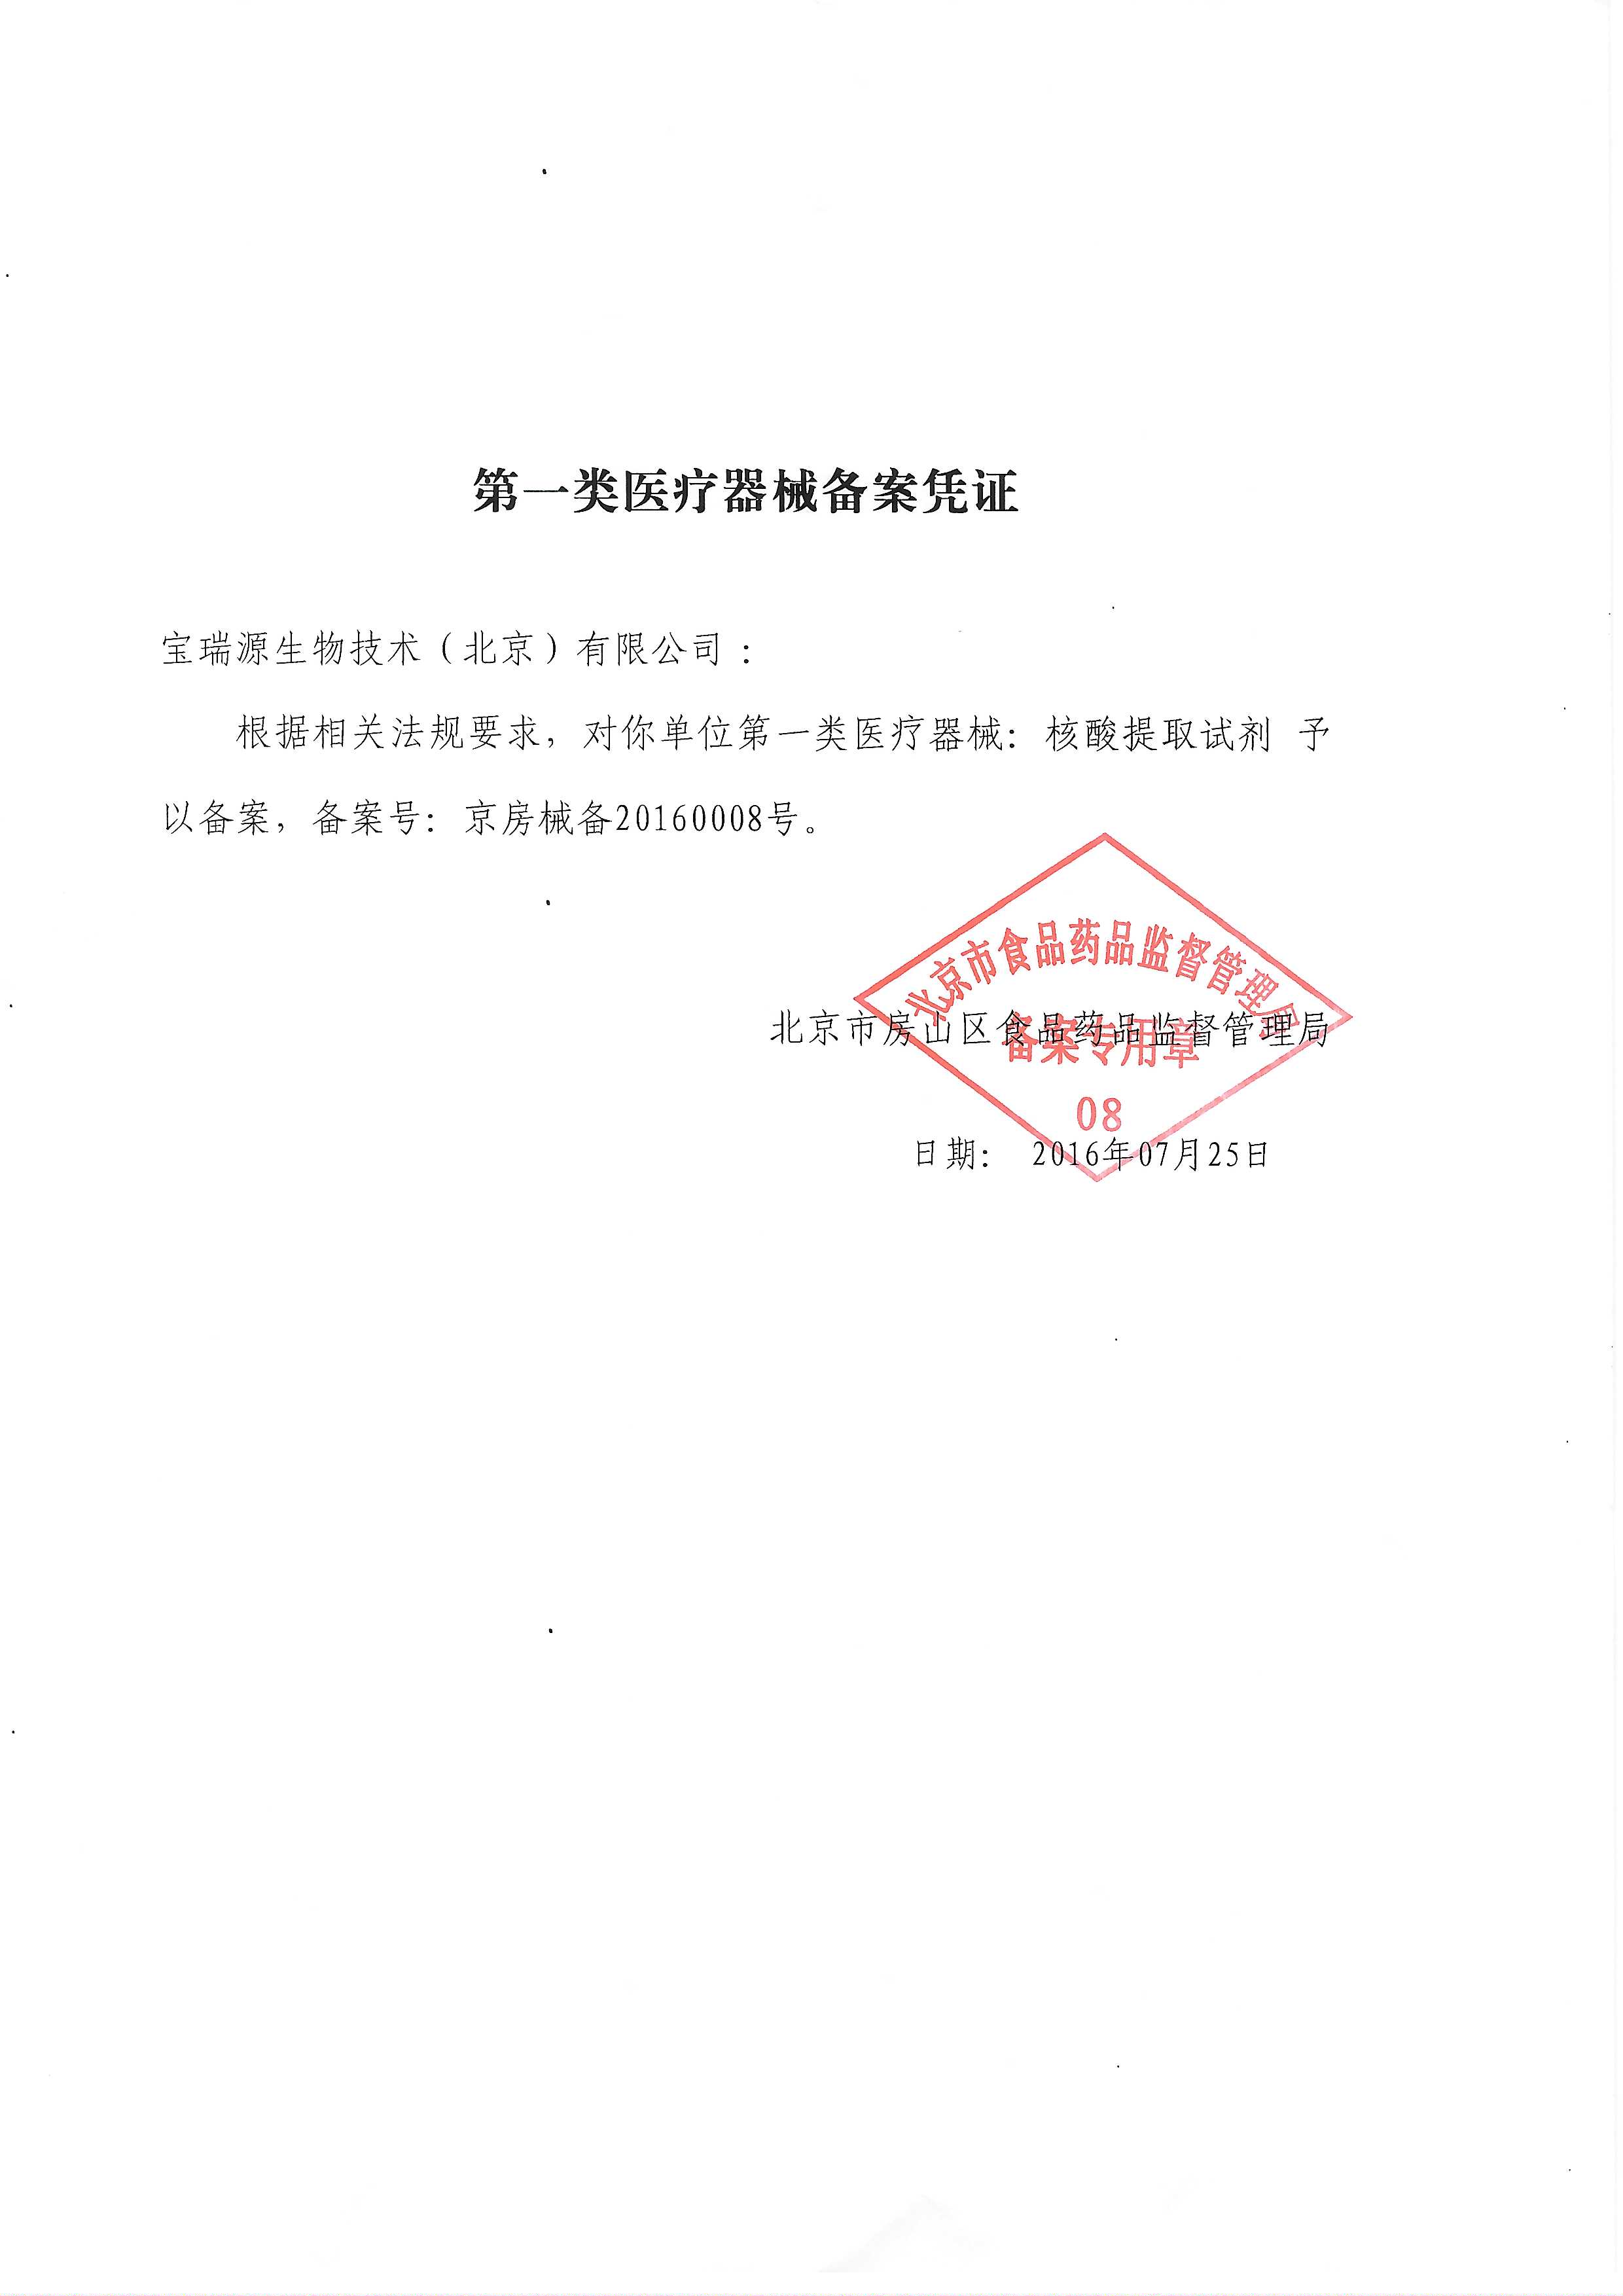 第一类医疗器械备案凭证
宝瑞源生物技术（北京）有限公司：
根据相关法规要求，对你单位第一类医疗器械：核酸提取试剂 予
以备案，备案号：京房械备20160008号。
北京市食品药品监督管理局
北京市房山区食品药品监督管理局
备案专用章
08
日期： 2016年07月25日